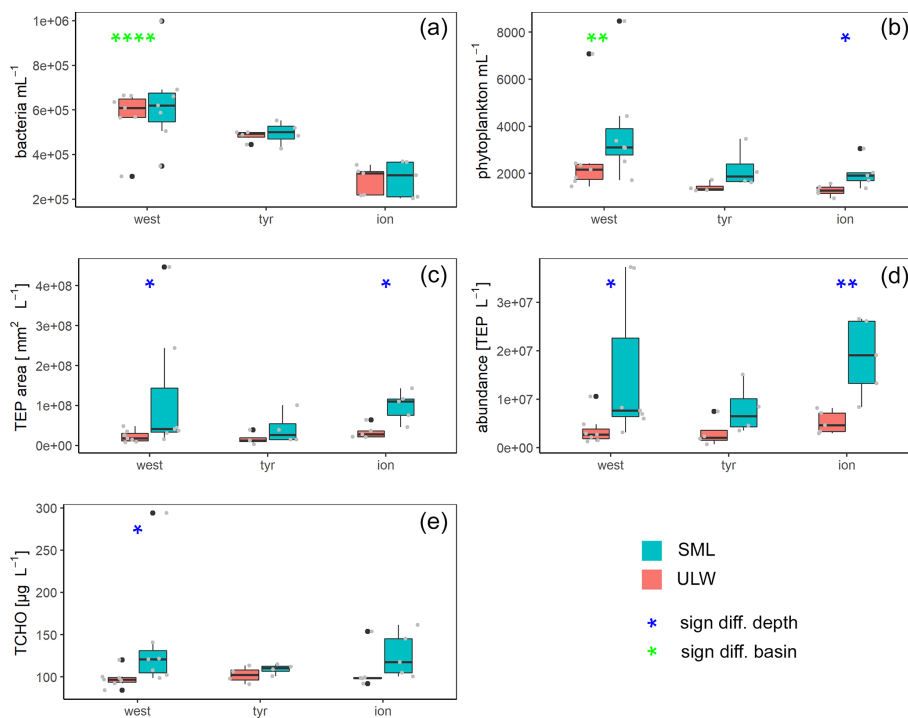 (a)
bacteria mL⁻¹
1e+06
8e+05
6e+05
4e+05
2e+05
****
west
tyr
ion
(b)
phytoplankton mL⁻¹
8000
6000
4000
2000
**
*
west
tyr
ion
(c)
TEP area [ mm² L⁻¹]
4e+08
3e+08
2e+08
1e+08
0e+00
*
*
west
tyr
ion
(d)
abundance [TEP L⁻¹]
3e+07
2e+07
1e+07
0e+00
*
**
west
tyr
ion
(e)
TCHO [µg L⁻¹]
300
250
200
150
100
*
west
tyr
ion
SML
ULW
* sign diff. depth
* sign diff. basin